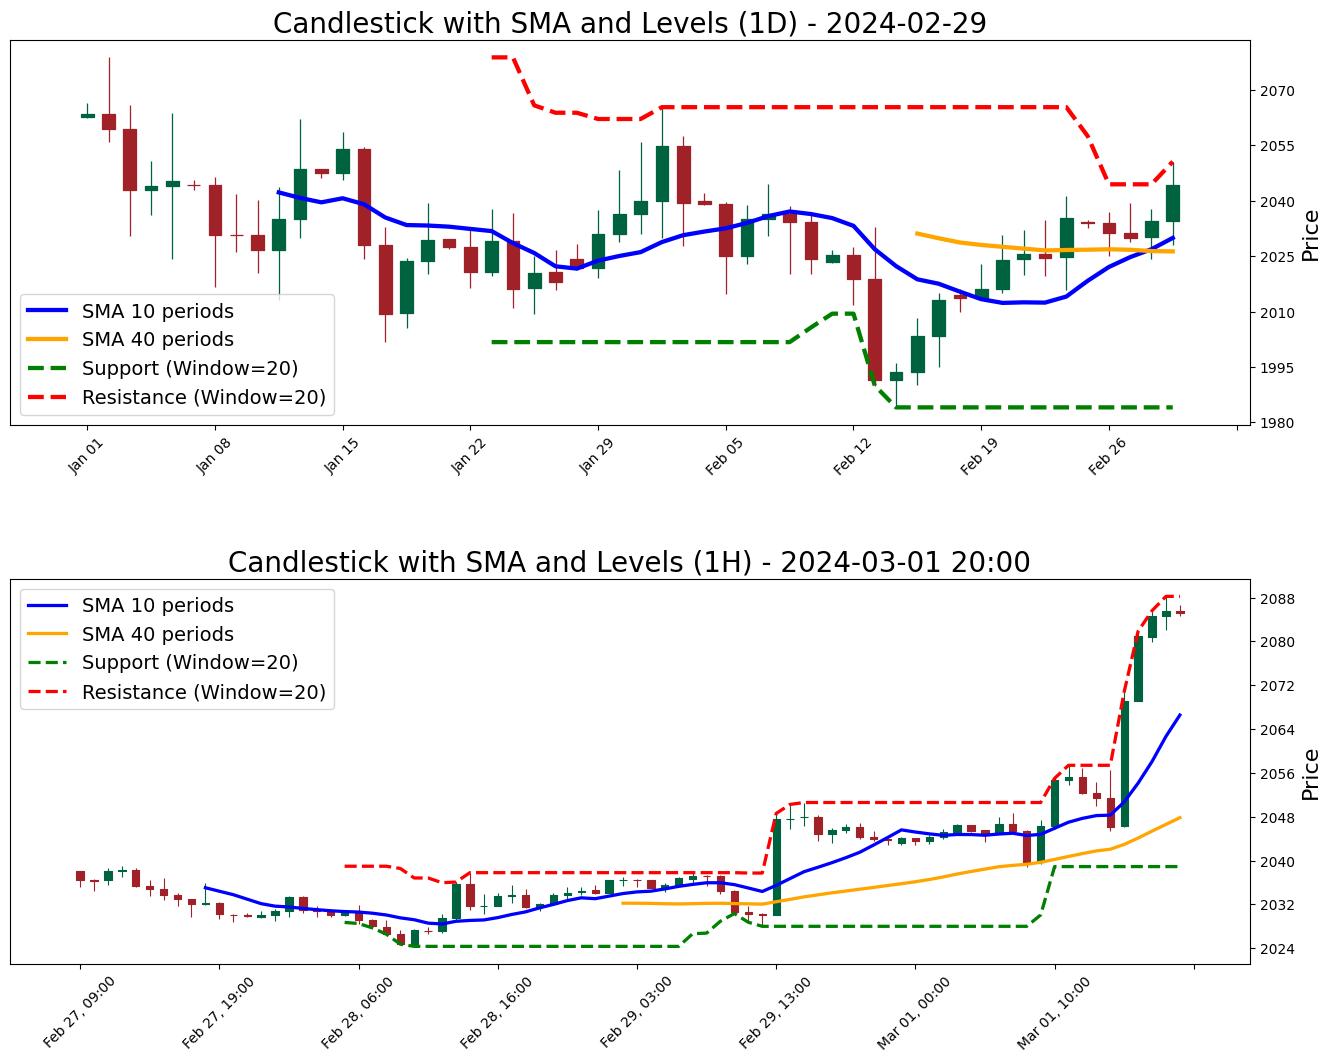 Candlestick with SMA and Levels (1D) - 2024-02-29
2070
2055
2040
2025
2010
1995
1980
Price
SMA 10 periods
SMA 40 periods
Support (Window=20)
Resistance (Window=20)
Jan 01
Jan 08
Jan 15
Jan 22
Jan 29
Feb 05
Feb 12
Feb 19
Feb 26
Candlestick with SMA and Levels (1H) - 2024-03-01 20:00
SMA 10 periods
SMA 40 periods
Support (Window=20)
Resistance (Window=20)
2088
2080
2072
2064
2056
2048
2040
2032
2024
Price
Feb 27, 09:00
Feb 27, 19:00
Feb 28, 06:00
Feb 28, 16:00
Feb 29, 03:00
Feb 29, 13:00
Mar 01, 00:00
Mar 01, 10:00